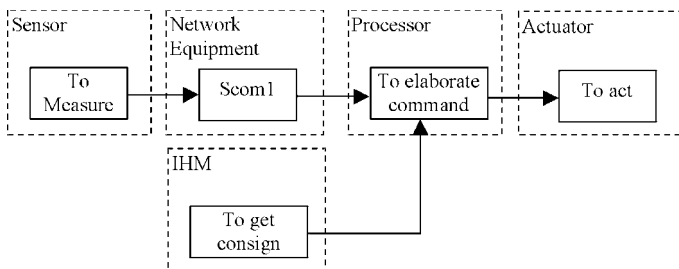 Sensor
Network
Equipment
Processor
Actuator
To
Measure
Scom1
To elaborate
command
To act
IHM
To get
consign